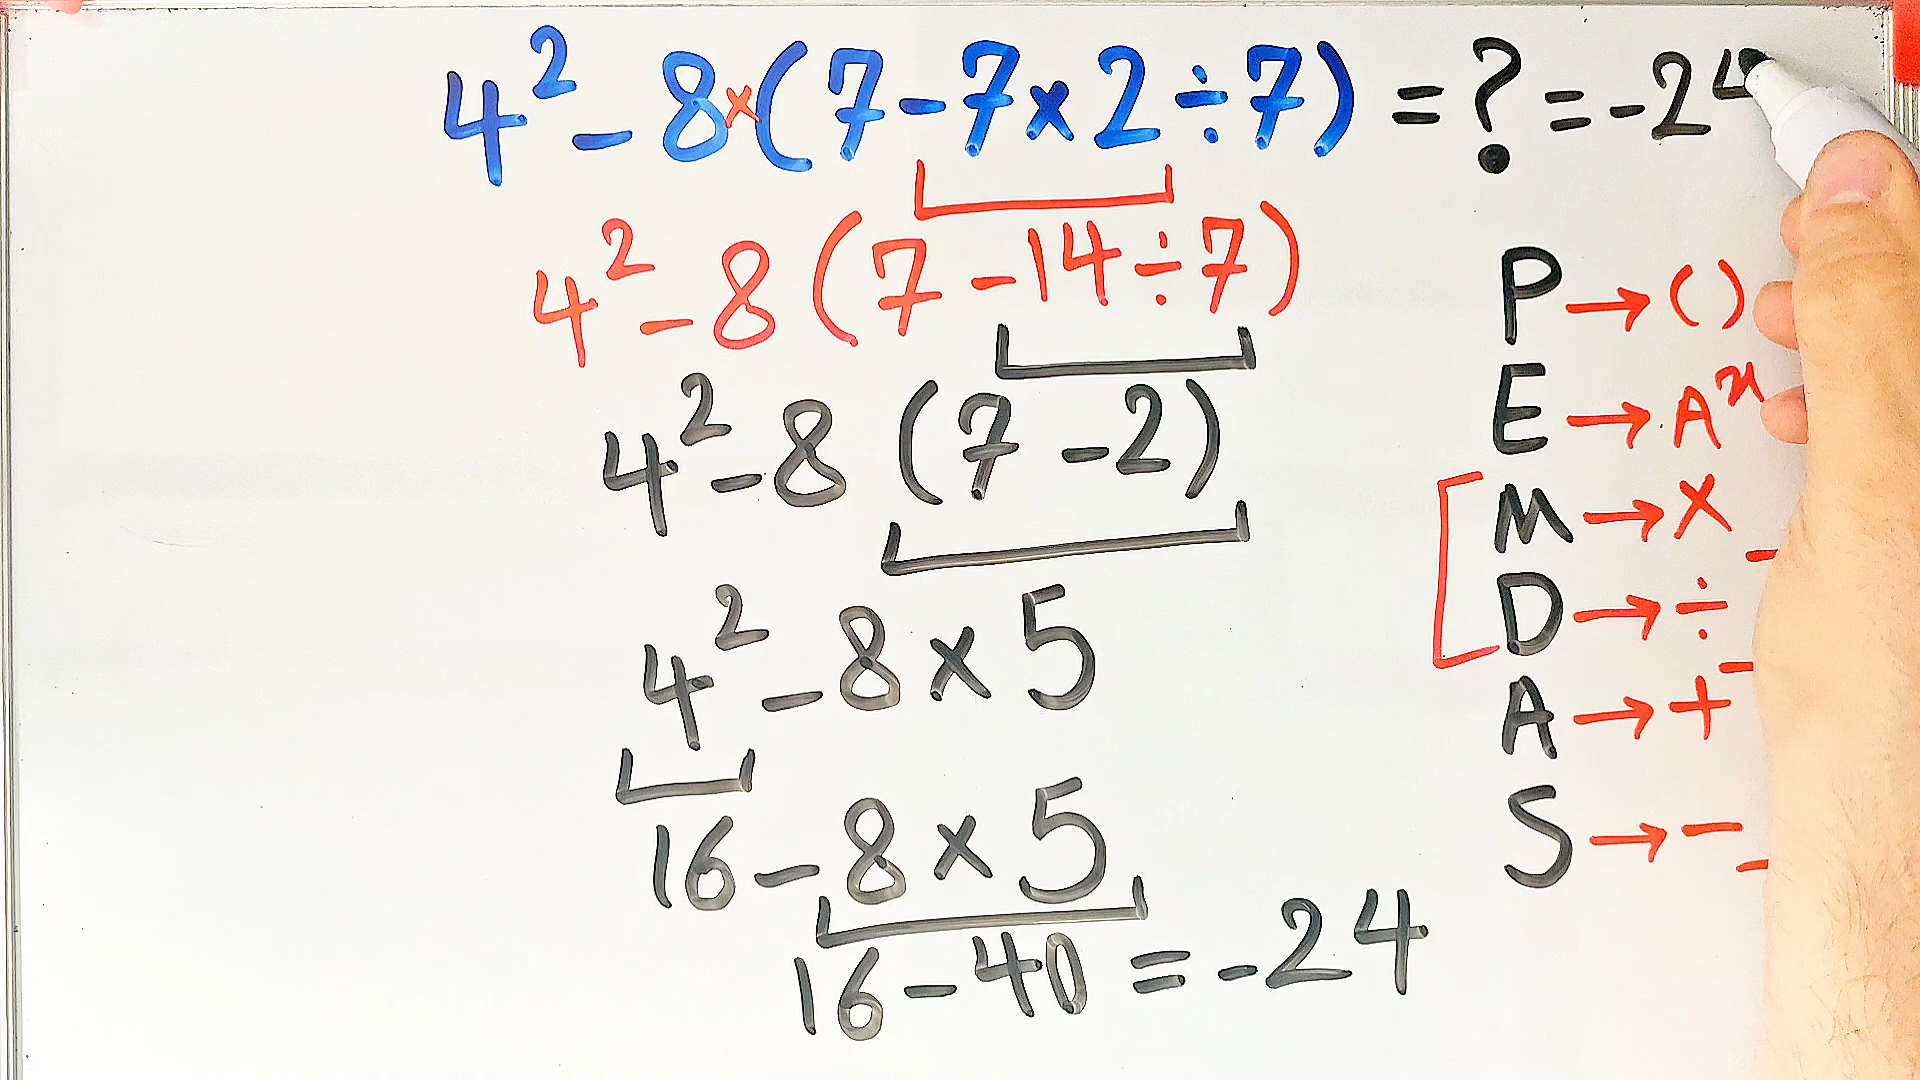 4² - 8×(7-7×2÷7) = ? = -24
4² - 8(7-14÷7)
4² - 8(7-2)
4² - 8×5
16 - 8×5
16 - 40 = -24
P → ()
E → Aˣ
M → ×
D → ÷
A → +
S → -